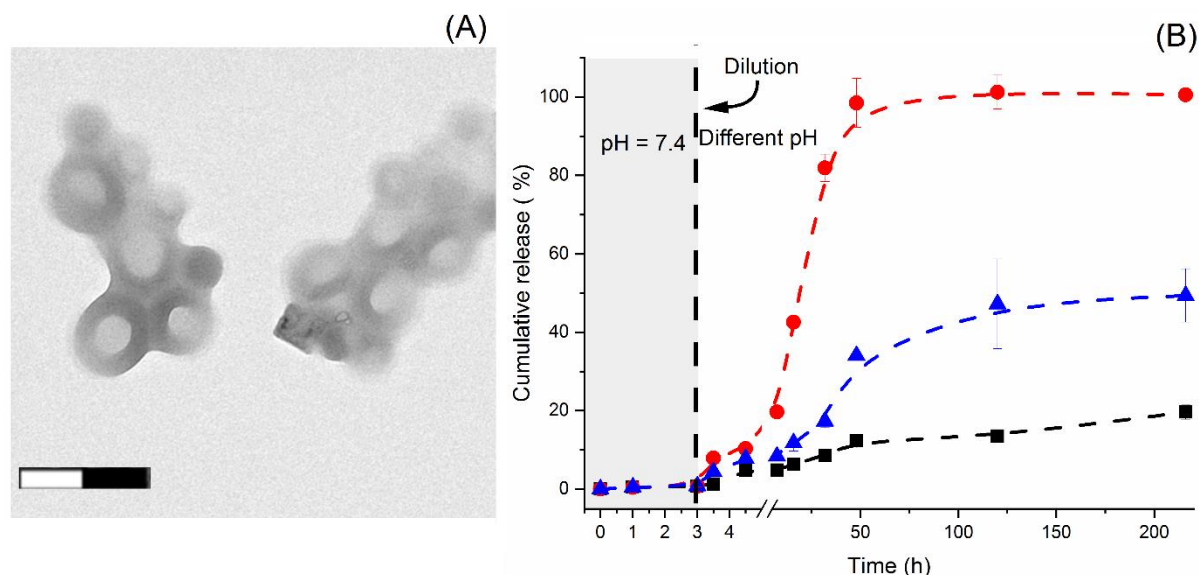 (A)
(B)
Dilution
pH = 7.4
Different pH
Cumulative release (%)
100
80
60
40
20
0
0 1 2 3 4 50 100 150 200
Time (h)